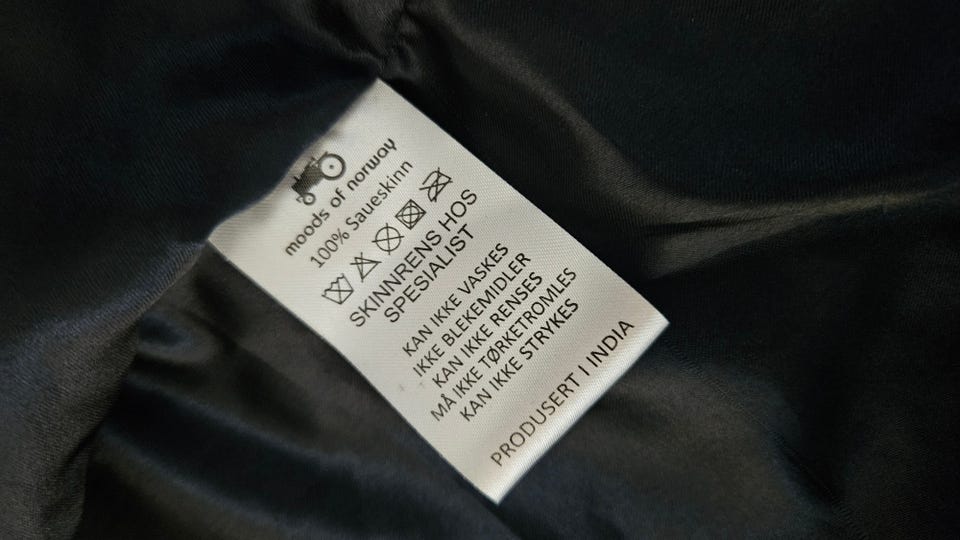 moods of norway
100% Saueskinn
SKINNRENS HOS
SPESIALIST
KAN IKKE VASKES
IKKE BLEKEMIDLER
KAN IKKE RENSES
MÅ IKKE TØRKETROMLES
KAN IKKE STRYKES
PRODUSERT I INDIA